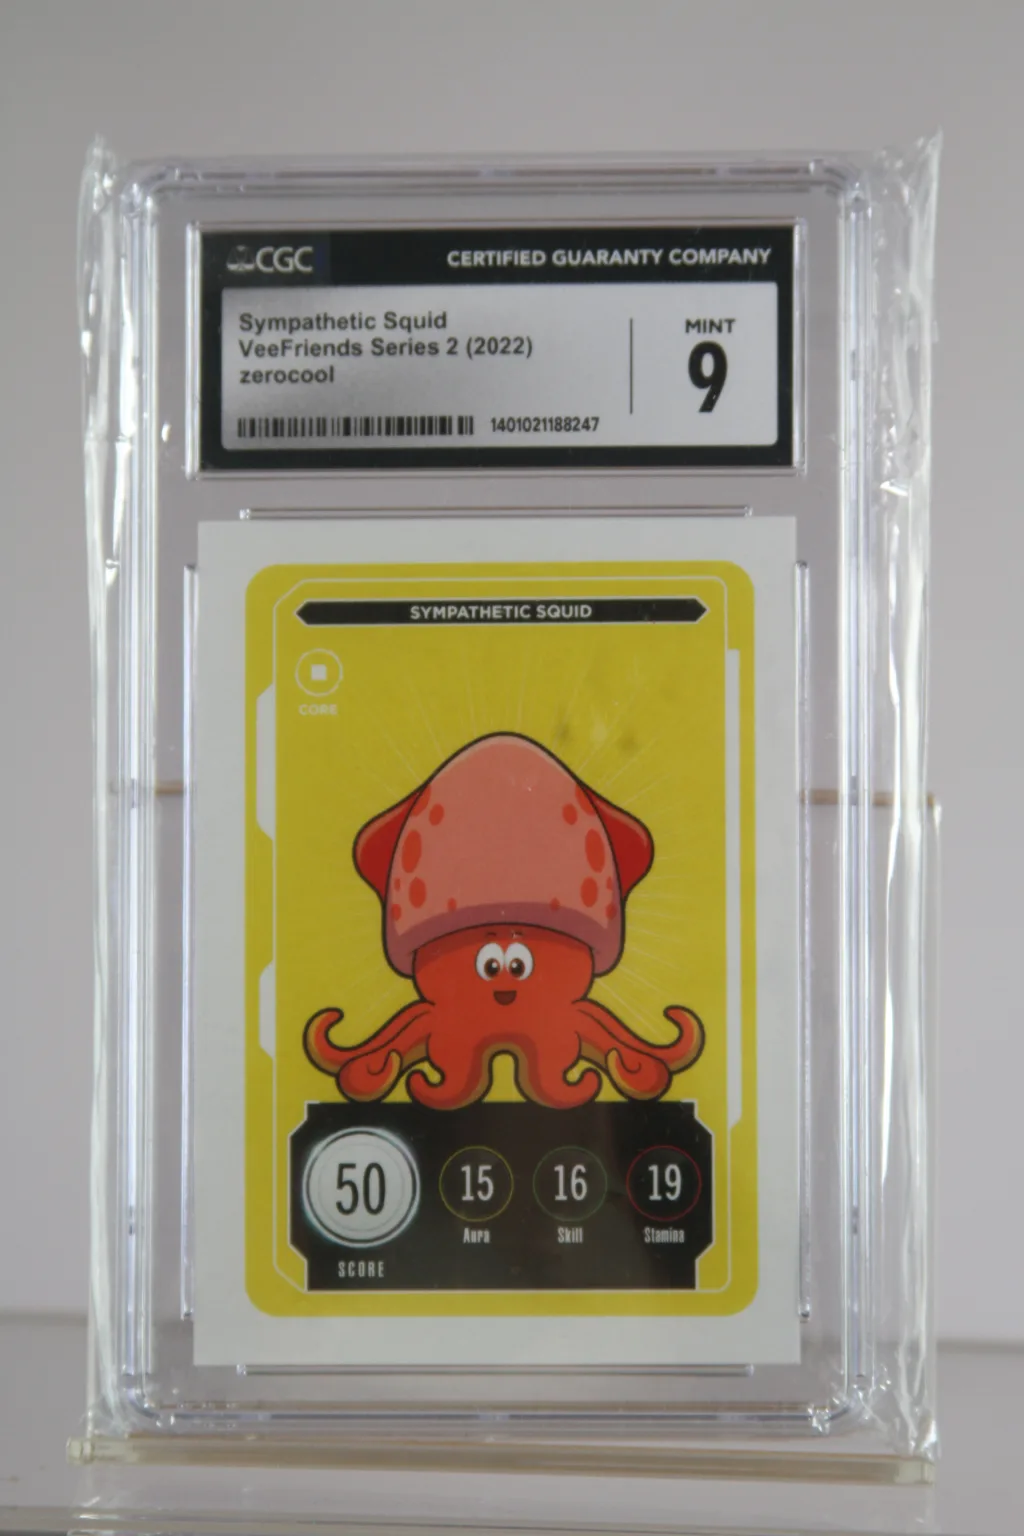 CGC
CERTIFIED GUARANTY COMPANY
Sympathetic Squid
VeeFriends Series 2 (2022)
zerocool
1401021188247
MINT
9
SYMPATHETIC SQUID
CORE
50
15
16
19
Aura
Skill
Stamina
SCORE